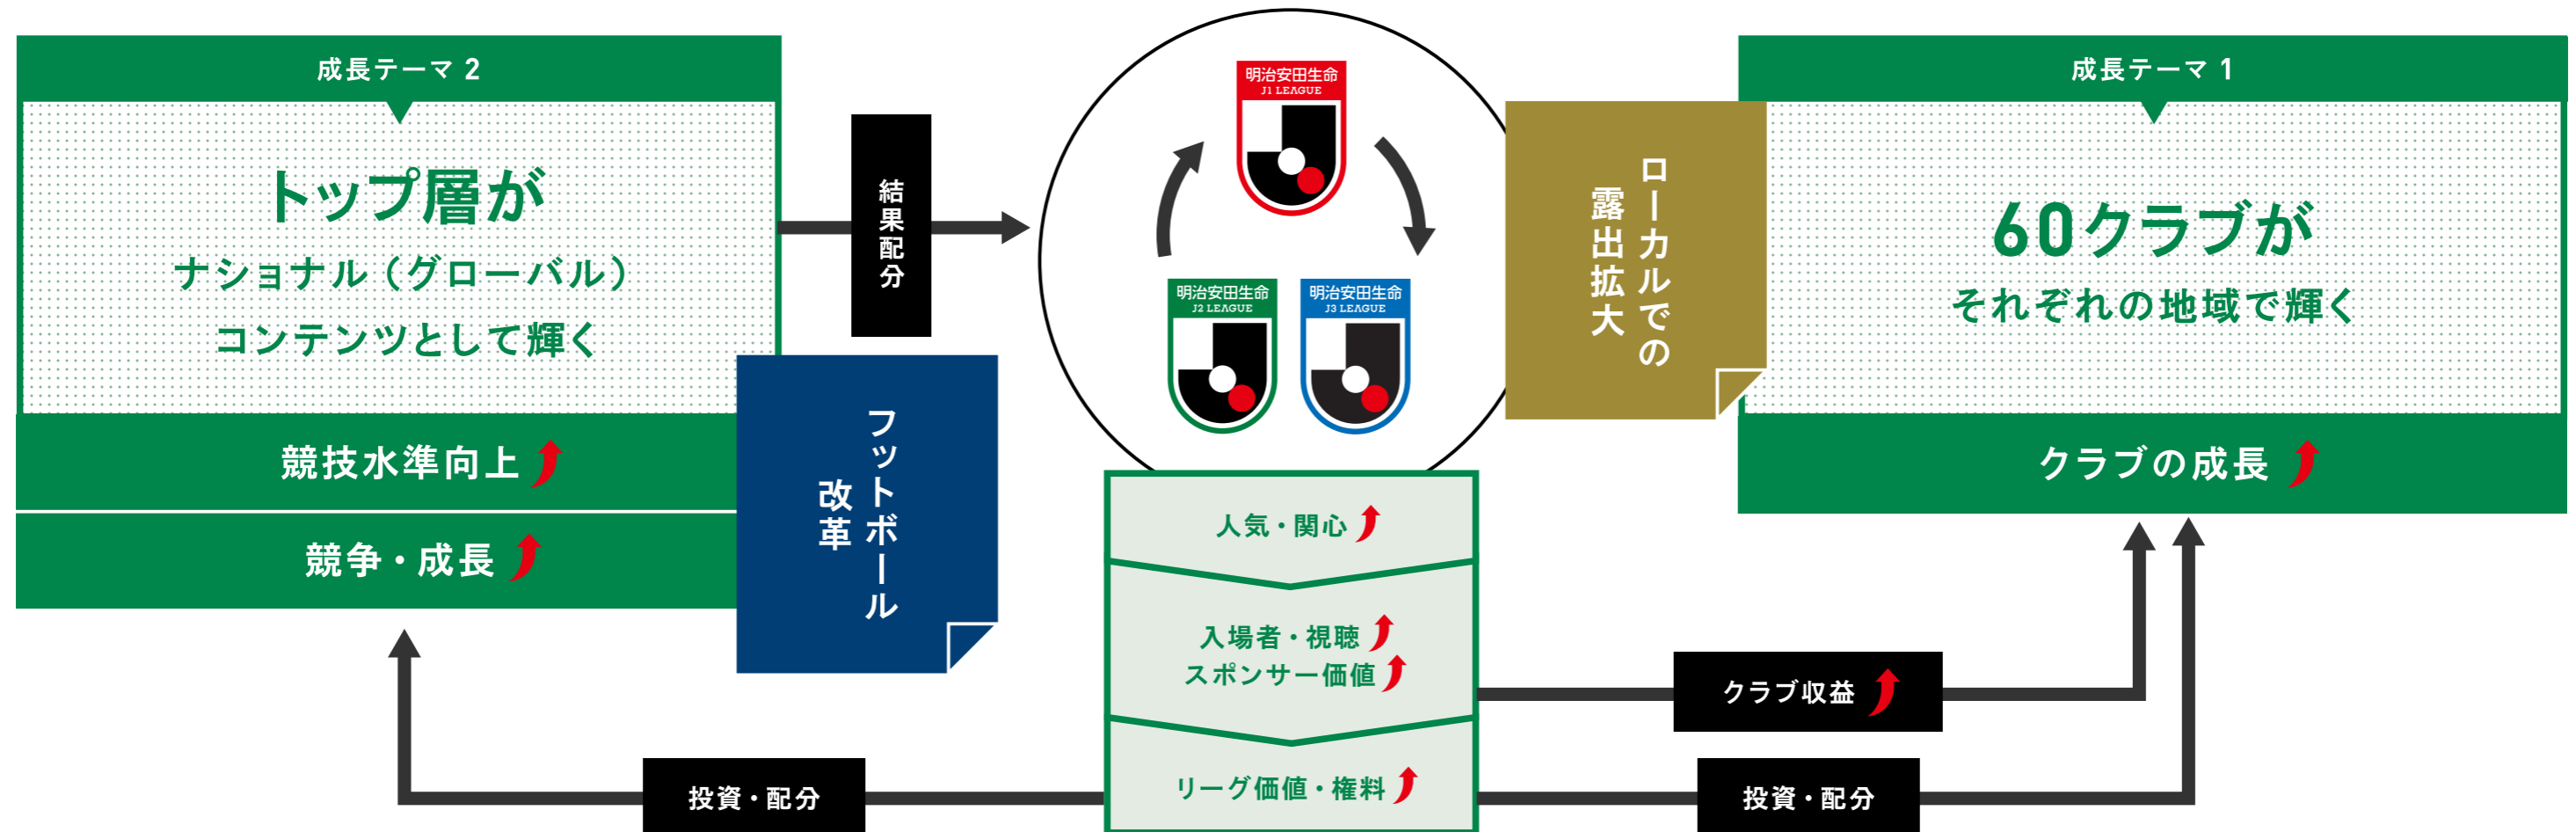 成長テーマ 2
トップ層が
ナショナル（グローバル）
コンテンツとして輝く
競技水準向上
競争・成長
結果配分
フットボール
改革
明治安田生命
J1 LEAGUE
明治安田生命
J2 LEAGUE
明治安田生命
J3 LEAGUE
人気・関心
入場者・視聴
スポンサー価値
リーグ価値・権料
ローカルでの
露出拡大
成長テーマ 1
60クラブが
それぞれの地域で輝く
クラブの成長
クラブ収益
投資・配分
投資・配分